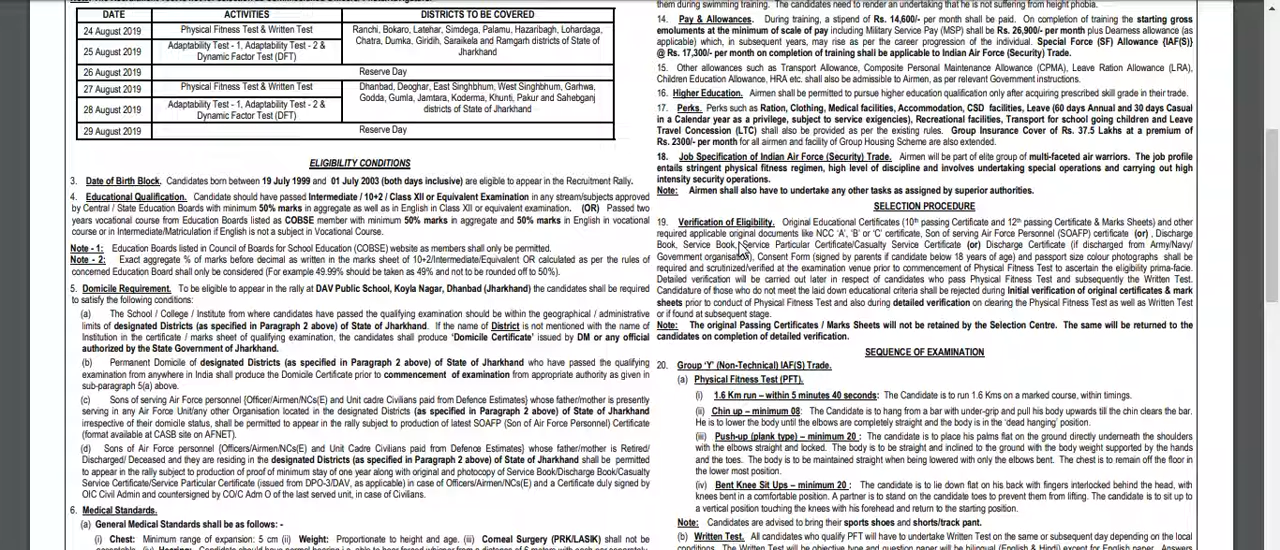 DATE ACTIVITIES DISTRICTS TO BE COVERED
24 August 2019 Physical Fitness Test & Written Test Ranchi, Bokaro, Latehar, Simdega, Palamu, Hazaribagh, Lohardaga,
25 August 2019 Adaptability Test - 1, Adaptability Test - 2 & Chatra, Dumka, Giridih, Saraikela and Ramgarh districts of State of
Dynamic Factor Test (DFT) Jharkhand
26 August 2019 Reserve Day
27 August 2019 Physical Fitness Test & Written Test Dhanbad, Deoghar, East Singhbhum, West Singhbhum, Garhwa,
28 August 2019 Adaptability Test - 1, Adaptability Test - 2 & Godda, Gumla, Jamtara, Koderma, Khunti, Pakur and Sahebganj
Dynamic Factor Test (DFT) districts of State of Jharkhand
29 August 2019 Reserve Day
ELIGIBILITY CONDITIONS
3. Date of Birth Block. Candidates born between 19 July 1999 and 01 July 2003 (both days inclusive) are eligible to appear in the Recruitment Rally.
4. Educational Qualification. Candidate should have passed Intermediate / 10+2 / Class XII or Equivalent Examination in any stream/subjects approved
by Central / State Education Boards with minimum 50% marks in aggregate as well as in English in Class XII or equivalent examination. (OR) Passed two
years vocational course from Education Boards listed as COBSE member with minimum 50% marks in aggregate and 50% marks in English in vocational
course or in Intermediate/Matriculation if English is not a subject in Vocational Course.
Note - 1: Education Boards listed in Council of Boards for School Education (COBSE) website as members shall only be permitted.
Note - 2: Exact aggregate % of marks before decimal as written in the marks sheet of 10+2/Intermediate/Equivalent OR calculated as per the rules of
concerned Education Board shall only be considered (For example 49.99% should be taken as 49% and not to be rounded off to 50%).
5. Domicile Requirement. To be eligible to appear in the rally at DAV Public School, Koyla Nagar, Dhanbad (Jharkhand) the candidates shall be required
to satisfy the following conditions:
(a) The School / College / Institute from where candidates have passed the qualifying examination should be within the geographical / administrative
limits of designated Districts (as specified in Paragraph 2 above) of State of Jharkhand. If the name of District is not mentioned with the name of
Institution in the certificate / marks sheet of qualifying examination, the candidates shall produce 'Domicile Certificate' issued by DM or any official
authorized by the State Government of Jharkhand.
(b) Permanent Domicile of designated Districts (as specified in Paragraph 2 above) of State of Jharkhand who have passed the qualifying
examination from anywhere in India shall produce the Domicile Certificate prior to commencement of examination from appropriate authority as given in
sub-paragraph 5(a) above.
(c) Sons of serving Air Force personnel {Officer/Airmen/NCs(E) and Unit cadre Civilians paid from Defence Estimates} whose father/mother is presently
serving in any Air Force Unit/any other Organisation located in the designated Districts (as specified in Paragraph 2 above) of State of Jharkhand
irrespective of their domicile status, shall be permitted to appear in the rally subject to production of latest SOAFP (Son of Air Force Personnel) Certificate
(format available at CASB site on AFNET).
(d) Sons of Air Force personnel {Officers/Airmen/NCs(E) and Unit Cadre Civilians paid from Defence Estimates} whose father/mother is Retired/
Discharged/ Deceased and they are residing in the designated Districts (as specified in Paragraph 2 above) of State of Jharkhand shall be permitted
to appear in the rally subject to production of proof of minimum stay of one year along with original and photocopy of Service Book/Discharge Book/Casualty
Service Certificate/Service Particular Certificate (issued from DPO-3/DAV, as applicable) in case of Officers/Airmen/NCs(E) and a Certificate duly signed by
OIC Civil Admin and countersigned by CO/C Adm O of the last served unit, in case of Civilians.
6. Medical Standards.
(a) General Medical Standards shall be as follows: -
(i) Chest: Minimum range of expansion: 5 cm (ii) Weight: Proportionate to height and age. (iii) Corneal Surgery (PRK/LASIK) shall not be
them during swimming training. The candidates need to render an undertaking that he is not suffering from height phobia.
14. Pay & Allowances. During training, a stipend of Rs. 14,600/- per month shall be paid. On completion of training the starting gross
emoluments at the minimum of scale of pay including Military Service Pay (MSP) shall be Rs. 26,900/- per month plus Dearness allowance (as
applicable) which, in subsequent years, may rise as per the career progression of the individual. Special Force (SF) Allowance {IAF(S)}
@ Rs. 17,300/- per month on completion of training shall be applicable to Indian Air Force (Security) Trade.
15. Other allowances such as Transport Allowance, Composite Personal Maintenance Allowance (CPMA), Leave Ration Allowance (LRA),
Children Education Allowance, HRA etc. shall also be admissible to Airmen, as per relevant Government instructions.
16. Higher Education. Airmen shall be permitted to pursue higher education qualification only after acquiring prescribed skill grade in their trade.
17. Perks. Perks such as Ration, Clothing, Medical facilities, Accommodation, CSD facilities, Leave (60 days Annual and 30 days Casual
in a Calendar year as a privilege, subject to service exigencies), Recreational facilities, Transport for school going children and Leave
Travel Concession (LTC) shall also be provided as per the existing rules. Group Insurance Cover of Rs. 37.5 Lakhs at a premium of
Rs. 2300/- per month for all airmen and facility of Group Housing Scheme are also extended.
18. Job Specification of Indian Air Force (Security) Trade. Airmen will be part of elite group of multi-faceted air warriors. The job profile
entails stringent physical fitness regimen, high level of discipline and involves undertaking special operations and carrying out high
intensity security operations.
Note: Airmen shall also have to undertake any other tasks as assigned by superior authorities.
SELECTION PROCEDURE
19. Verification of Eligibility. Original Educational Certificates (10th passing Certificate and 12th passing Certificate & Marks Sheets) and other
required applicable original documents like NCC 'A', 'B' or 'C' certificate, Son of serving Air Force Personnel (SOAFP) certificate (or) , Discharge
Book, Service Book, Service Particular Certificate/Casualty Service Certificate (or) Discharge Certificate (if discharged from Army/Navy/
Government organisation), Consent Form (signed by parents if candidate below 18 years of age) and passport size colour photographs shall be
required and scrutinized/verified at the examination venue prior to commencement of Physical Fitness Test to ascertain the eligibility prima-facie.
Detailed verification will be carried out later in respect of candidates who pass Physical Fitness Test and subsequently the Written Test.
Candidature of those who do not meet the laid down educational criteria shall be rejected during Initial verification of original certificates & mark
sheets prior to conduct of Physical Fitness Test and also during detailed verification on clearing the Physical Fitness Test as well as Written Test
or if found at subsequent stage.
Note: The original Passing Certificates / Marks Sheets will not be retained by the Selection Centre. The same will be returned to the
candidates on completion of detailed verification.
SEQUENCE OF EXAMINATION
20. Group 'Y' (Non-Technical) IAF(S) Trade.
(a) Physical Fitness Test (PFT).
(i) 1.6 Km run – within 5 minutes 40 seconds: The Candidate is to run 1.6 Kms on a marked course, within timings.
(ii) Chin up – minimum 08: The Candidate is to hang from a bar with under-grip and pull his body upwards till the chin clears the bar.
He is to lower the body until the elbows are completely straight and the body is in the 'dead hanging' position.
(iii) Push-up (plank type) – minimum 20 : The candidate is to place his palms flat on the ground directly underneath the shoulders
with the elbows straight and locked. The body is to be straight and inclined to the ground with the body weight supported by the hands
and the toes. The body is to be maintained straight when being lowered with only the elbows bent. The chest is to remain off the floor in
the lower most position.
(iv) Bent Knee Sit Ups – minimum 20 : The candidate is to lie down flat on his back with fingers interlocked behind the head, with
knees bent in a comfortable position. A partner is to stand on the candidate toes to prevent them from lifting. The candidate is to sit up to
a vertical position touching the knees with his forehead and return to the starting position.
Note: Candidates are advised to bring their sports shoes and shorts/track pant.
(b) Written Test. All candidates who qualify PFT will have to undertake Written Test on the same or subsequent day depending on the local